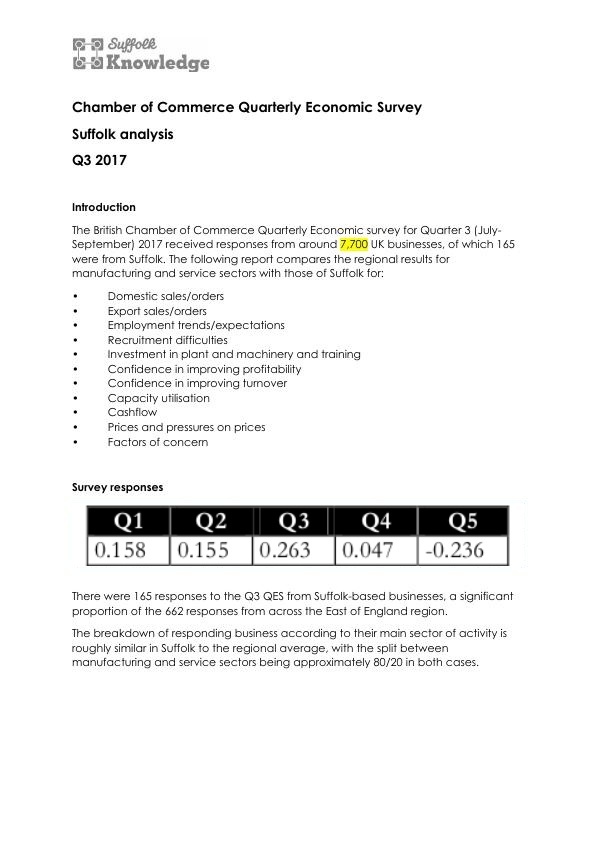 Suffolk
Knowledge
Chamber of Commerce Quarterly Economic Survey
Suffolk analysis
Q3 2017
Introduction
The British Chamber of Commerce Quarterly Economic survey for Quarter 3 (July-
September) 2017 received responses from around 7,700 UK businesses, of which 165
were from Suffolk. The following report compares the regional results for
manufacturing and service sectors with those of Suffolk for:
• Domestic sales/orders
• Export sales/orders
• Employment trends/expectations
• Recruitment difficulties
• Investment in plant and machinery and training
• Confidence in improving profitability
• Confidence in improving turnover
• Capacity utilisation
• Cashflow
• Prices and pressures on prices
• Factors of concern
Survey responses
Q1 Q2 Q3 Q4 Q5
0.158 0.155 0.263 0.047 -0.236
There were 165 responses to the Q3 QES from Suffolk-based businesses, a significant
proportion of the 662 responses from across the East of England region.
The breakdown of responding business according to their main sector of activity is
roughly similar in Suffolk to the regional average, with the split between
manufacturing and service sectors being approximately 80/20 in both cases.